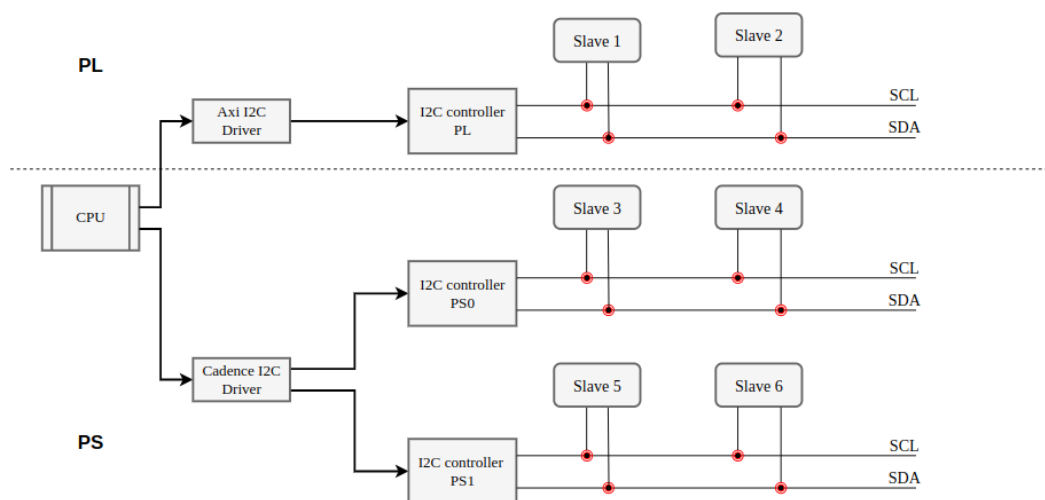 PL
Axi I2C
Driver
I2C controller
PL
Slave 1
Slave 2
SCL
SDA
CPU
Slave 3
Slave 4
I2C controller
PS0
SCL
SDA
Cadence I2C
Driver
PS
Slave 5
Slave 6
I2C controller
PS1
SCL
SDA